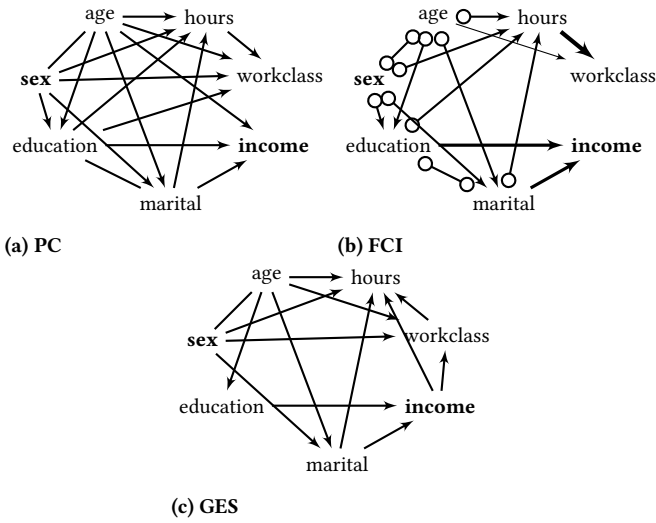 age
hours
sex
workclass
education
income
marital
(a) PC
age
hours
sex
workclass
education
income
marital
(b) FCI
age
hours
sex
workclass
education
income
marital
(c) GES